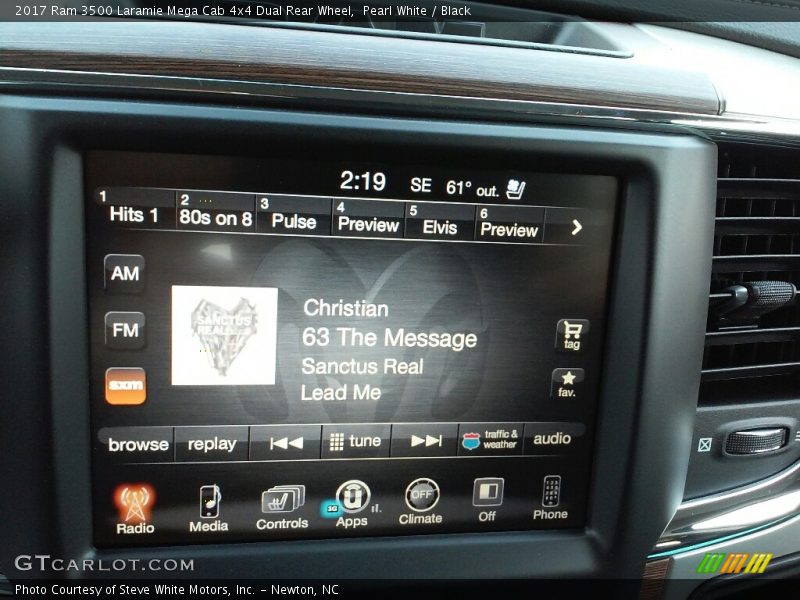 2017 Ram 3500 Laramie Mega Cab 4x4 Dual Rear Wheel, Pearl White / Black
2:19 SE 61° out.
1 Hits 1 2 80s on 8 3 Pulse 4 Preview 5 Elvis 6 Preview
AM
FM
sxm
SANCTUS REAL
Christian
63 The Message
Sanctus Real
Lead Me
tag
fav.
browse replay tune traffic & weather audio
Radio Media Controls 3G Apps OFF Climate Off Phone
GTCARLOT.COM
Photo Courtesy of Steve White Motors, Inc. – Newton, NC